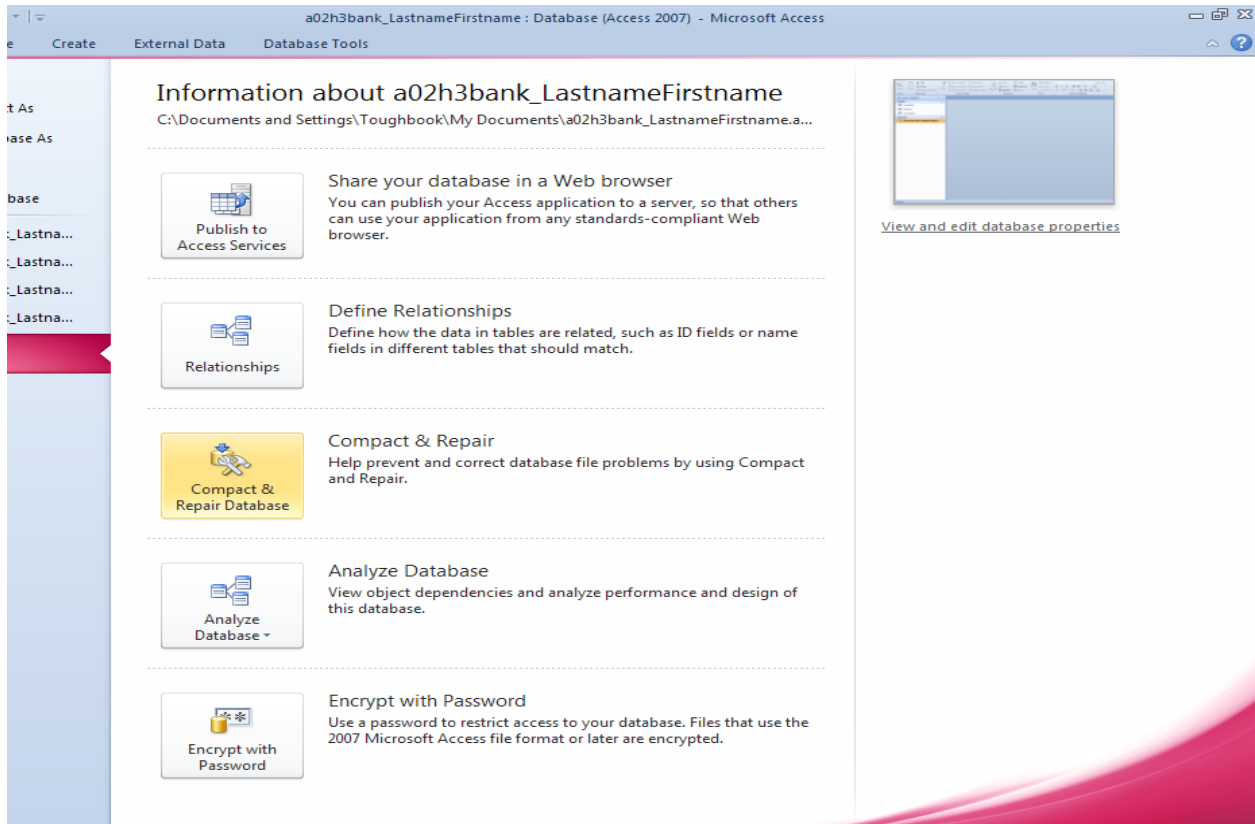 a02h3bank_LastnameFirstname : Database (Access 2007) - Microsoft Access
e Create External Data Database Tools
Information about a02h3bank_LastnameFirstname
C:\Documents and Settings\Toughbook\My Documents\a02h3bank_LastnameFirstname.a...
As
ase As
base
_Lastna...
_Lastna...
_Lastna...
_Lastna...
Publish to
Access Services
Share your database in a Web browser
You can publish your Access application to a server, so that others
can use your application from any standards-compliant Web
browser.
Relationships
Define Relationships
Define how the data in tables are related, such as ID fields or name
fields in different tables that should match.
Compact &
Repair Database
Compact & Repair
Help prevent and correct database file problems by using Compact
and Repair.
Analyze
Database
Analyze Database
View object dependencies and analyze performance and design of
this database.
Encrypt with
Password
Encrypt with Password
Use a password to restrict access to your database. Files that use the
2007 Microsoft Access file format or later are encrypted.
View and edit database properties